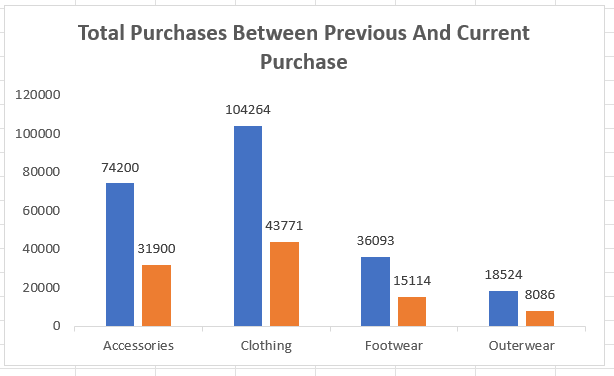 Total Purchases Between Previous And Current
Purchase
120000
100000
80000
60000
40000
20000
0
74200
31900
104264
43771
36093
15114
18524
8086
Accessories
Clothing
Footwear
Outerwear